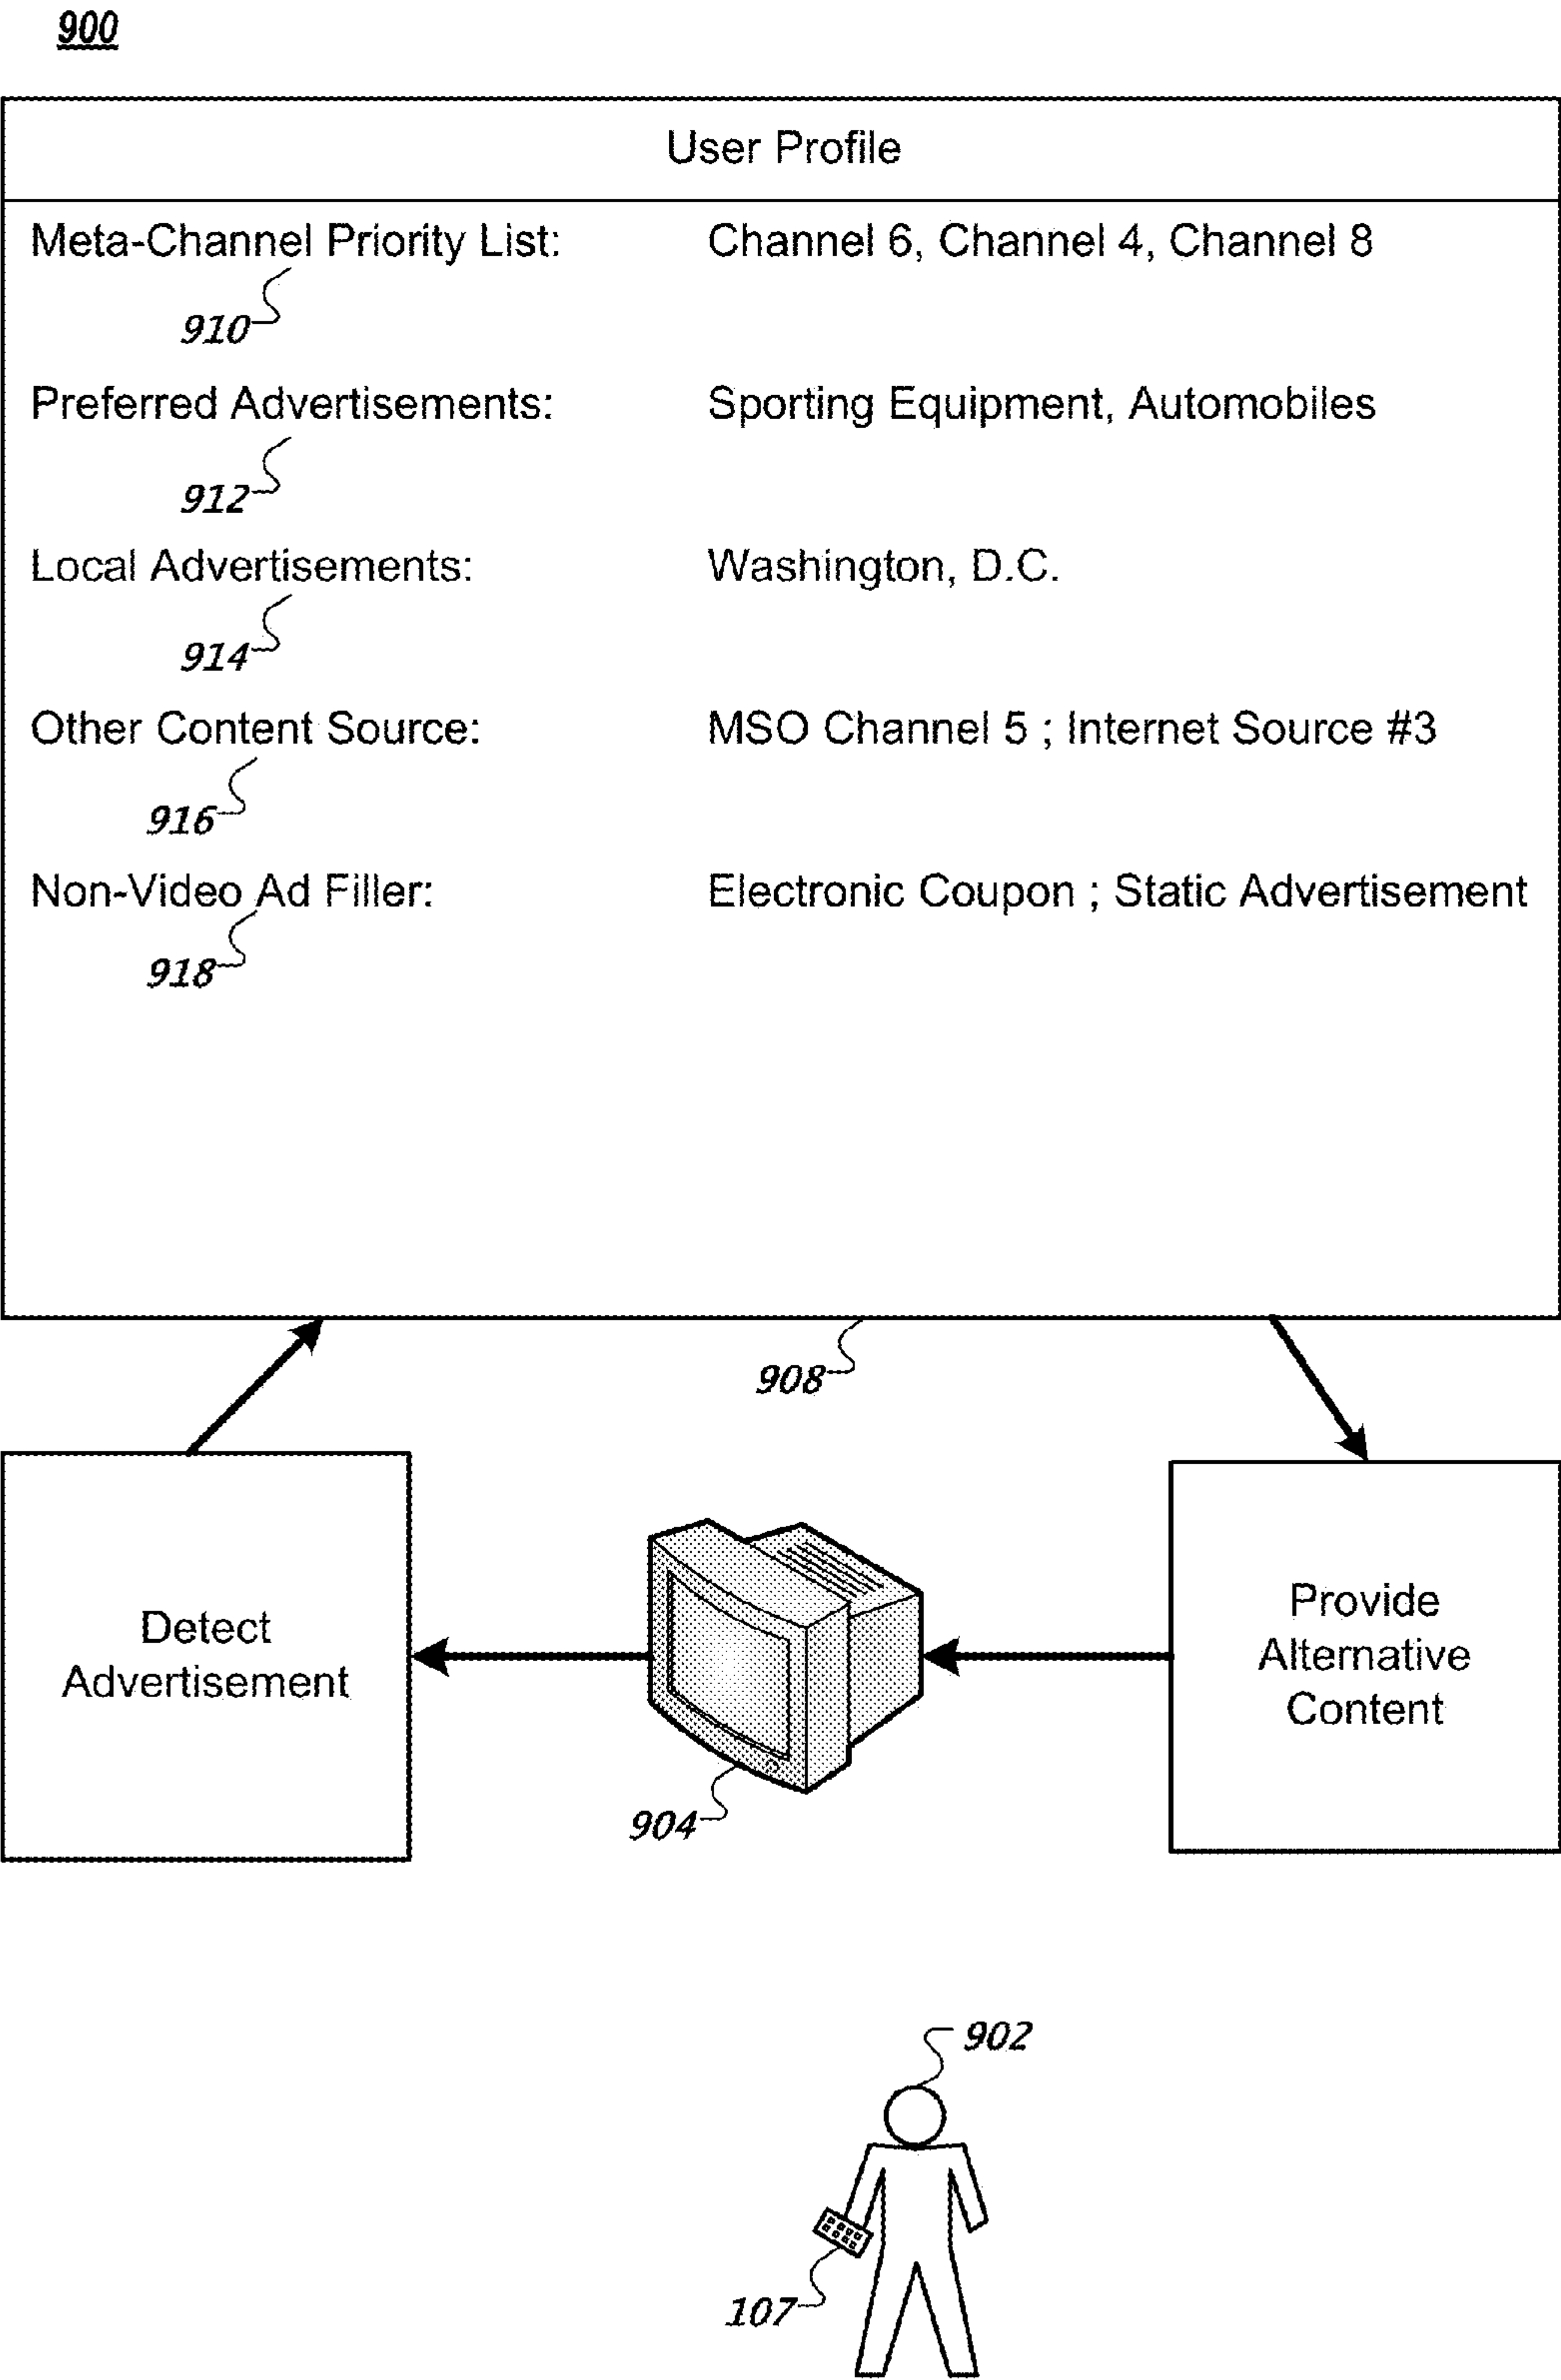 900
User Profile
Meta-Channel Priority List: Channel 6, Channel 4, Channel 8
910
Preferred Advertisements: Sporting Equipment, Automobiles
912
Local Advertisements: Washington, D.C.
914
Other Content Source: MSO Channel 5 ; Internet Source #3
916
Non-Video Ad Filler: Electronic Coupon ; Static Advertisement
918
908
Detect
Advertisement
904
Provide
Alternative
Content
902
107